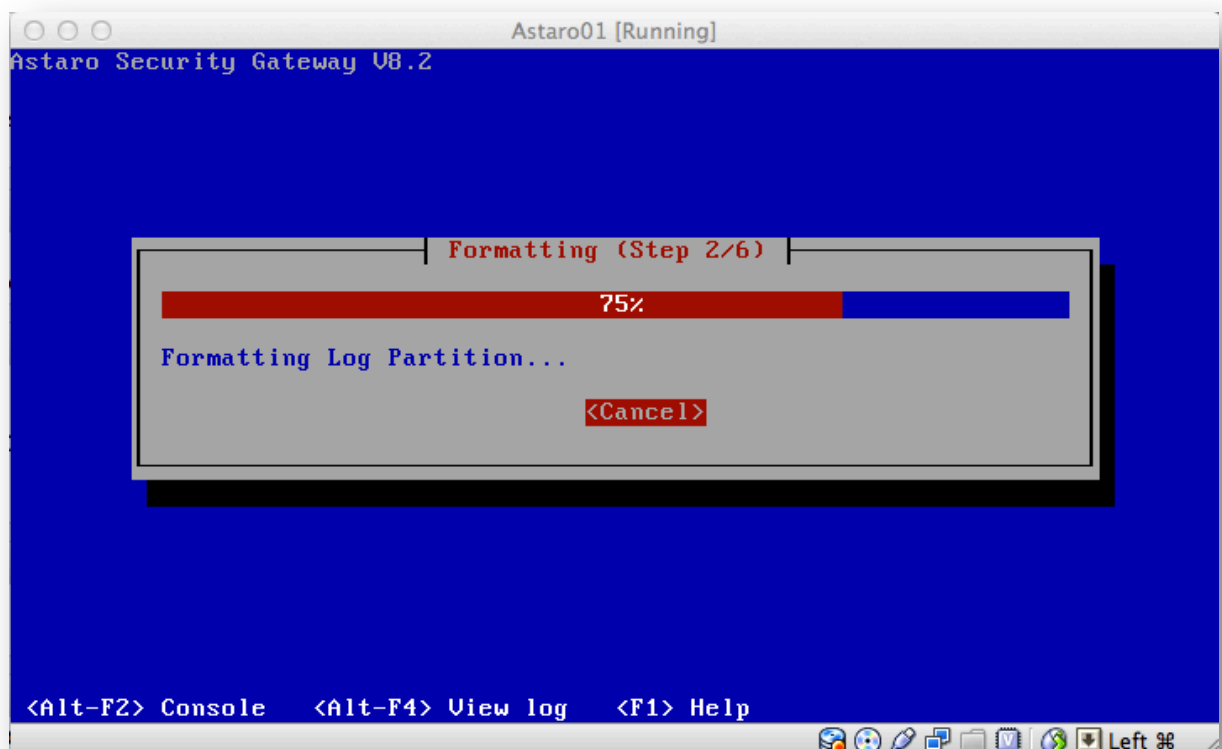 Astaro01 [Running]
Astaro Security Gateway V8.2
Formatting (Step 2/6)
75%
Formatting Log Partition...
<Cancel>
<Alt-F2> Console <Alt-F4> View log <F1> Help
Left ⌘